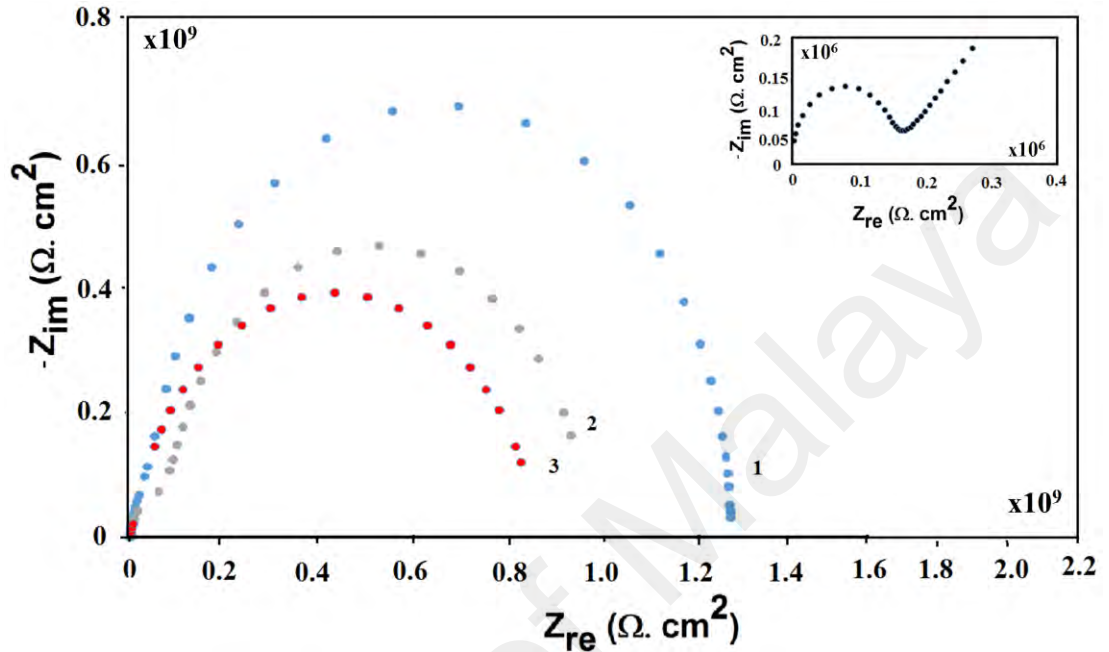 0.8
x10⁹
0.6
0.4
0.2
0
-Z_im (Ω. cm²)
0 0.2 0.4 0.6 0.8 1.0 1.2 1.4 1.6 1.8 2.0 2.2
Z_re (Ω. cm²)
x10⁹
1
2
3
0.2
x10⁶
0.15
0.1
0.05
0
-Z_im (Ω. cm²)
x10⁶
0 0.1 0.2 0.3 0.4
Z_re (Ω. cm²)
of Malaya